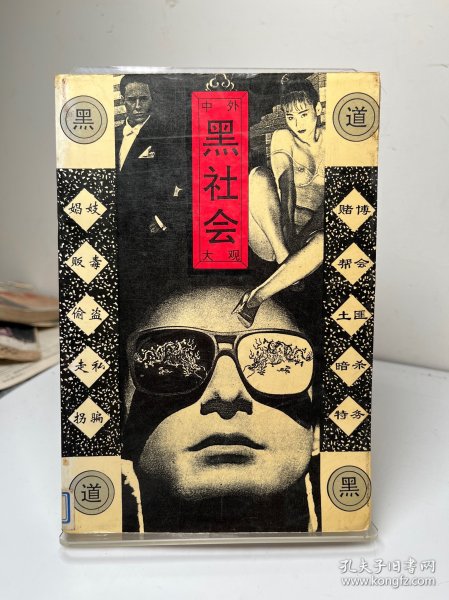 黑
道
中外
黑社会
大观
娼妓
贩毒
偷盗
走私
拐骗
赌博
帮会
土匪
暗杀
特务
道
黑
孔夫子旧书网
www.kongfz.com